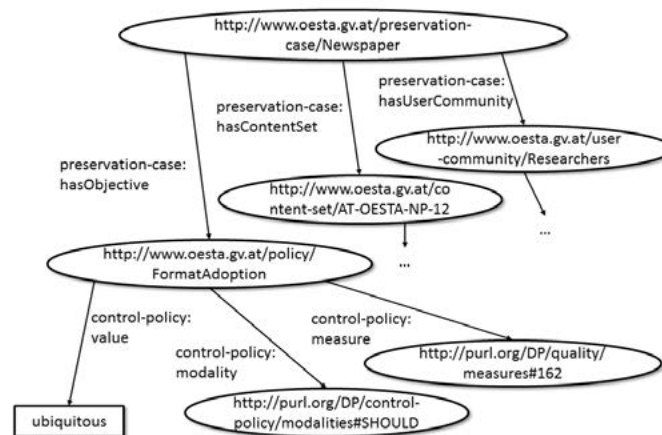 http://www.oesta.gv.at/preservation-
case/Newspaper
preservation-case:
hasUserCommunity
preservation-case:
hasContentSet
http://www.oesta.gv.at/user
-community/Researchers
preservation-case:
hasObjective
http://www.oesta.gv.at/co
ntent-set/AT-OESTA-NP-12
...
...
http://www.oesta.gv.at/policy/
FormatAdoption
control-policy:
value
control-policy:
modality
control-policy:
measure
http://purl.org/DP/quality/
measures#162
ubiquitous
http://purl.org/DP/control-
policy/modalities#SHOULD